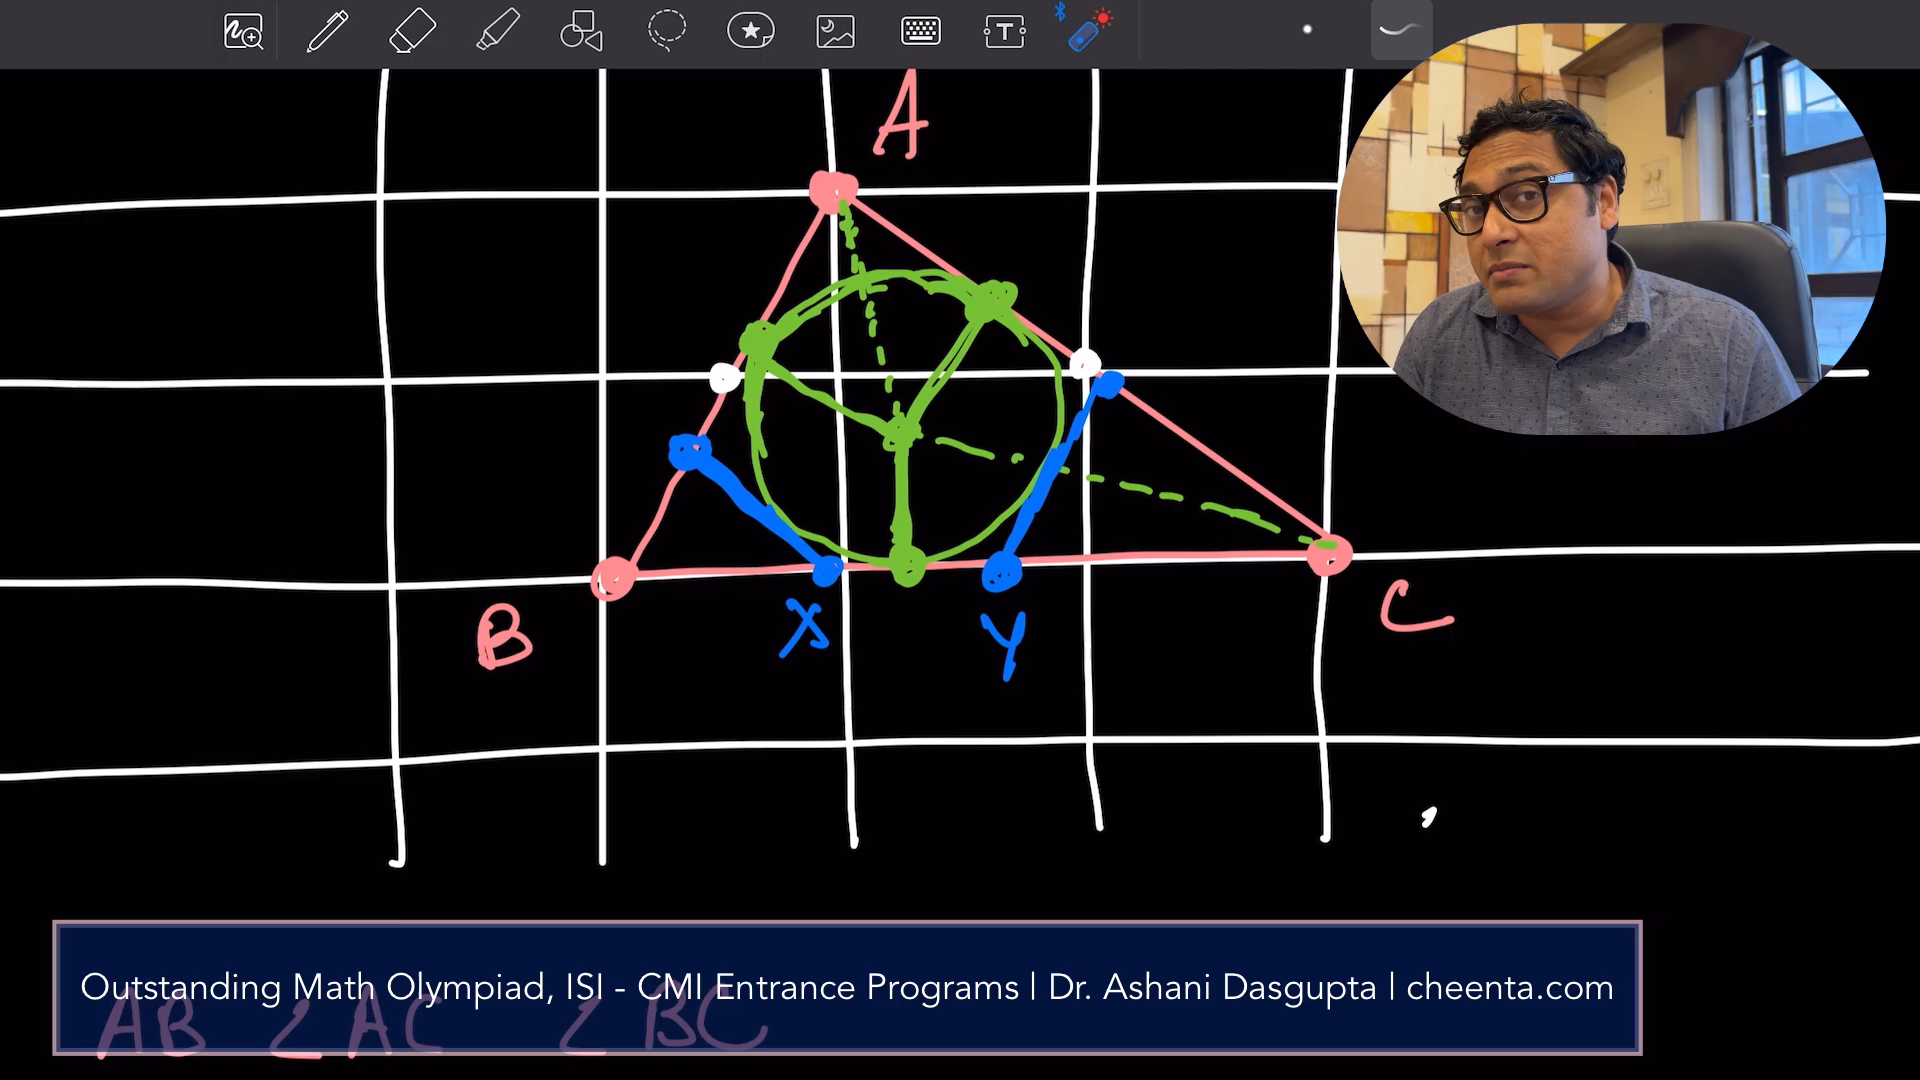 A
B
X
Y
C
Outstanding Math Olympiad, ISI - CMI Entrance Programs | Dr. Ashani Dasgupta | cheenta.com
AB < AC < BC